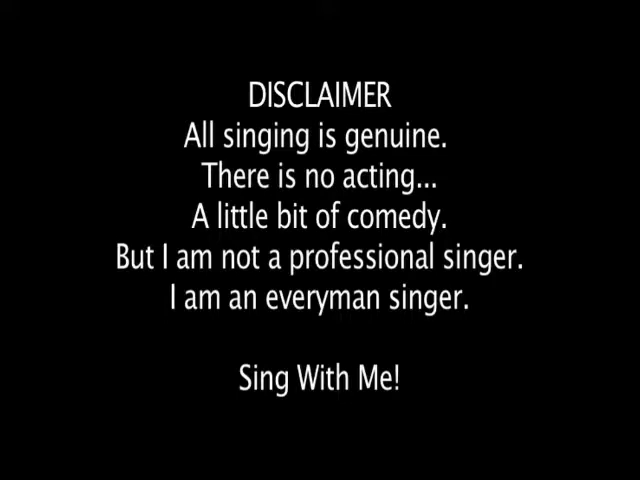 DISCLAIMER
All singing is genuine.
There is no acting...
A little bit of comedy.
But I am not a professional singer.
I am an everyman singer.
Sing With Me!